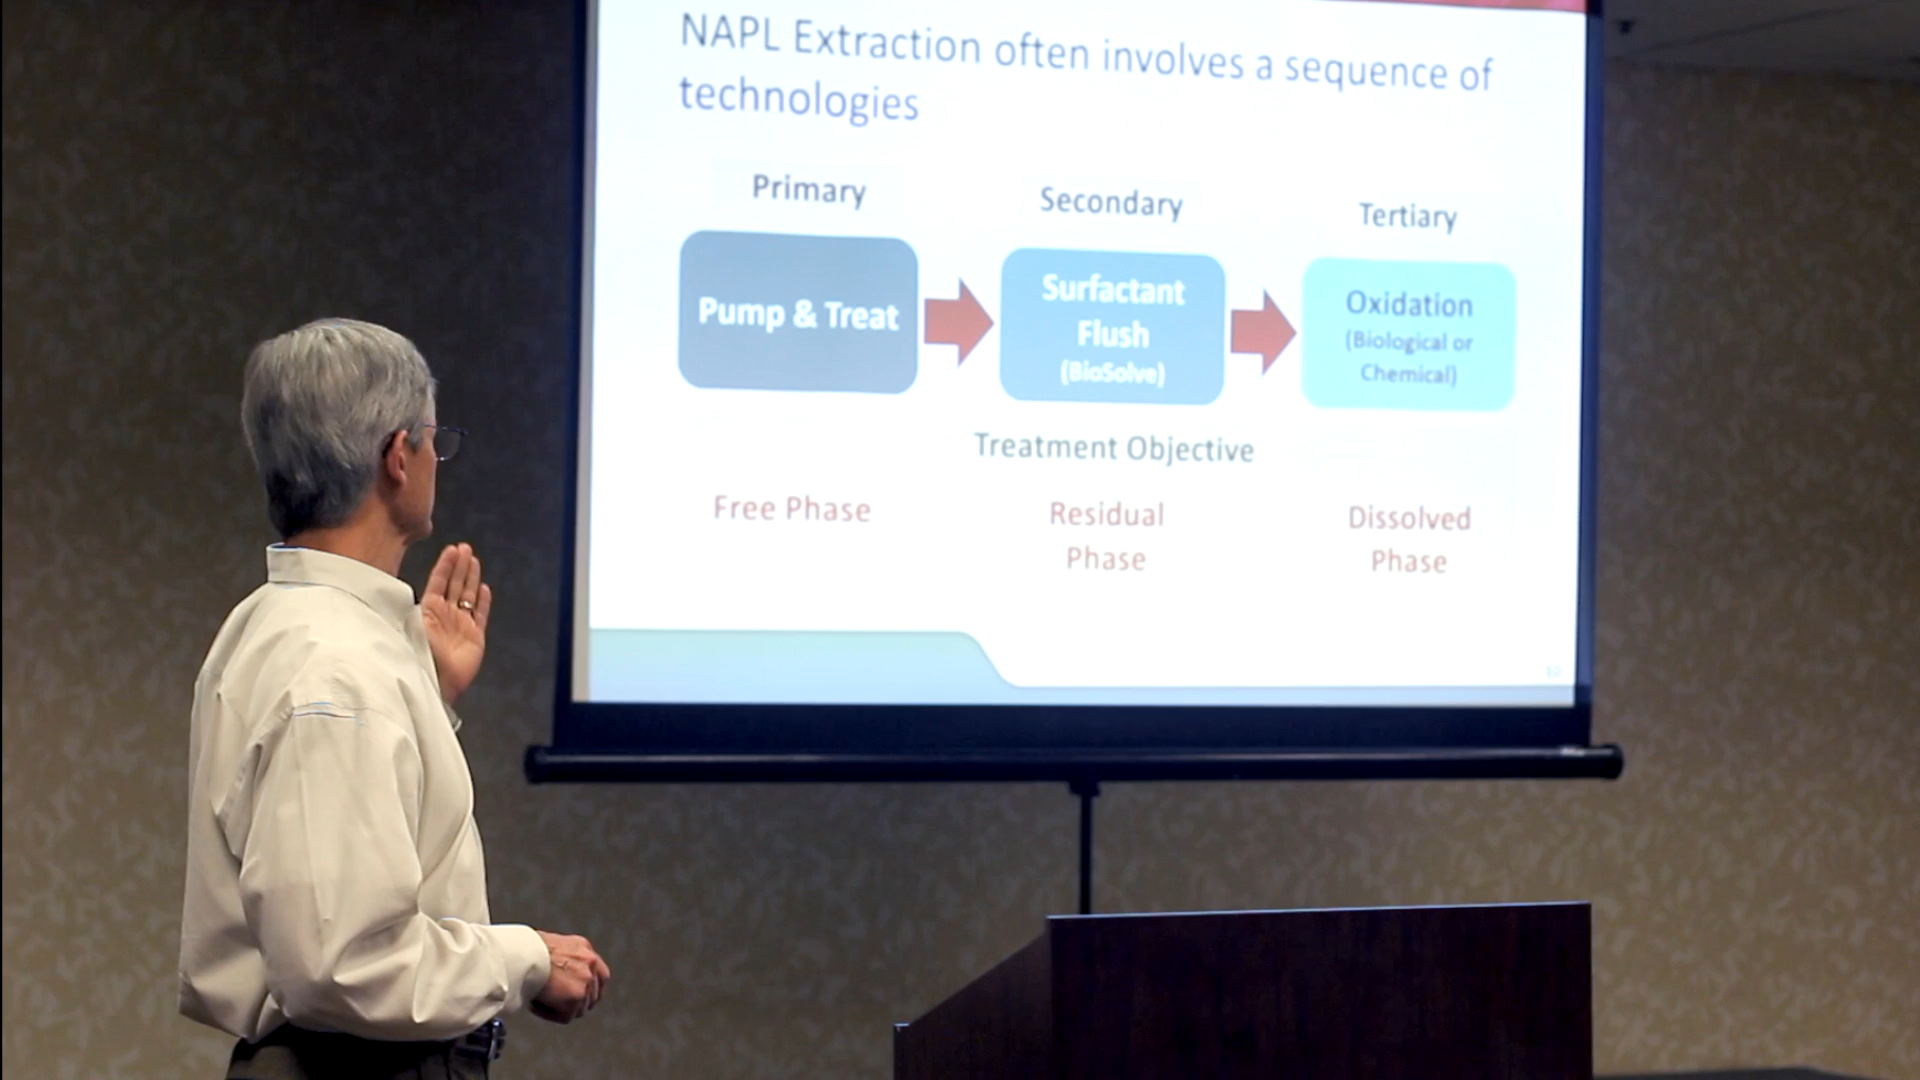 NAPL Extraction often involves a sequence of
technologies
Primary
Secondary
Tertiary
Pump & Treat
Surfactant
Flush
(BioSolve)
Oxidation
(Biological or
Chemical)
Treatment Objective
Free Phase
Residual
Phase
Dissolved
Phase